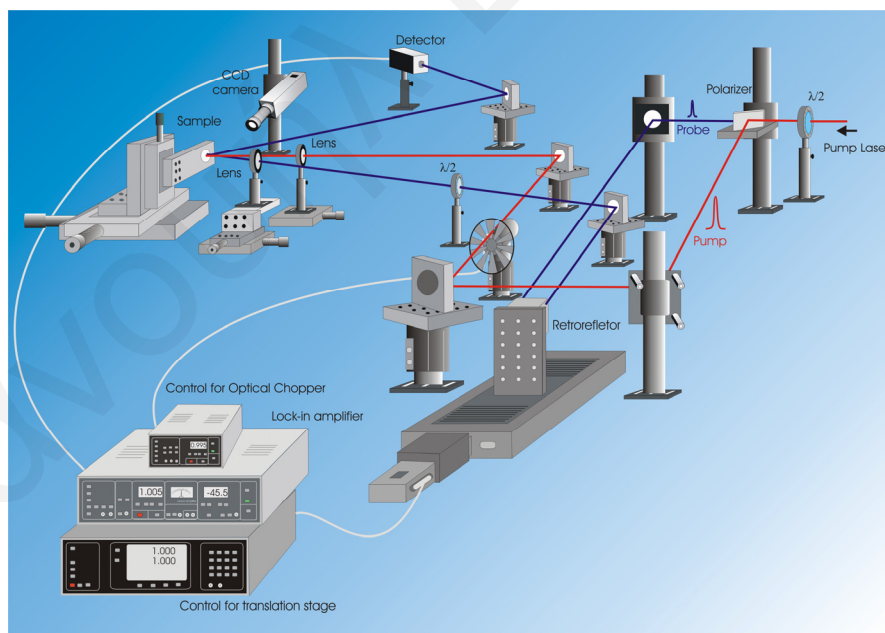 Detector
CCD
camera
Polarizer
λ/2
Sample
Probe
Pump Lase
Lens
Lens
λ/2
Pump
Retrorefletor
Control for Optical Chopper
Lock-in amplifier
0.995
1.005
-45.5
1.000
1.000
Control for translation stage